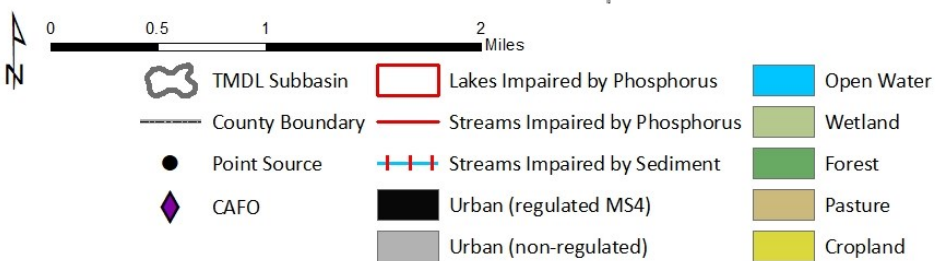 0 0.5 1 2
Miles
N
TMDL Subbasin
County Boundary
Point Source
CAFO
Lakes Impaired by Phosphorus
Streams Impaired by Phosphorus
Streams Impaired by Sediment
Urban (regulated MS4)
Urban (non-regulated)
Open Water
Wetland
Forest
Pasture
Cropland